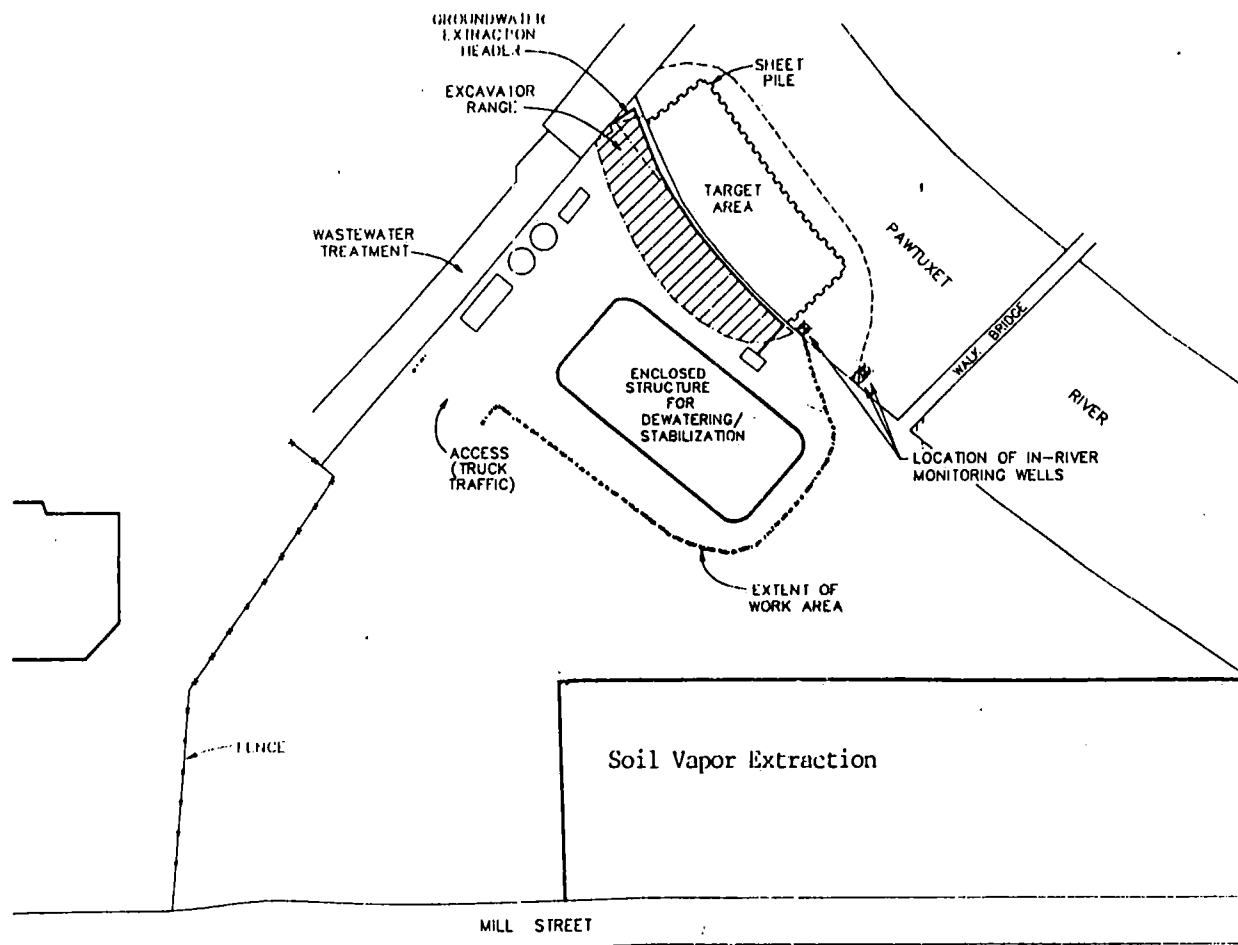 GROUNDWATER
EXTRACTION
HEADER
EXCAVATOR
RANGE
SHEET
PILE
TARGET
AREA
WASTEWATER
TREATMENT
PAWTUXET
WALK BRIDGE
RIVER
ENCLOSED
STRUCTURE
FOR
DEWATERING/
STABILIZATION
ACCESS
(TRUCK
TRAFFIC)
LOCATION OF IN-RIVER
MONITORING WELLS
EXTENT OF
WORK AREA
FENCE
Soil Vapor Extraction
MILL STREET